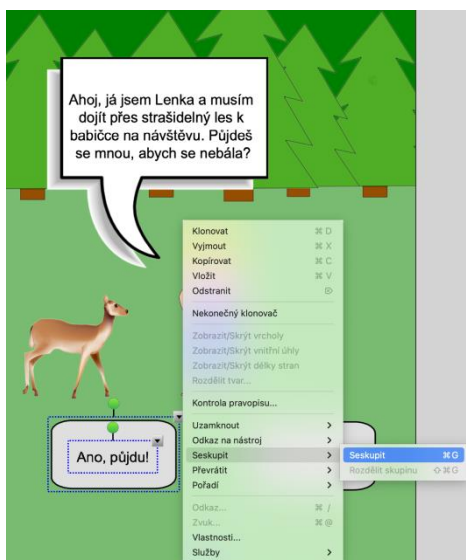 Ahoj, já jsem Lenka a musím
dojít přes strašidelný les k
babičce na návštěvu. Půjdeš
se mnou, abych se nebála?
Klonovat ⌘ D
Vyjmout ⌘ X
Kopírovat ⌘ C
Vložit ⌘ V
Odstranit ⌦
Nekonečný klonovač
Zobrazit/Skrýt vrcholy
Zobrazit/Skrýt vnitřní úhly
Zobrazit/Skrýt délky stran
Rozdělit tvar...
Kontrola pravopisu...
Uzamknout >
Odkaz na nástroj >
Seskupit >
Seskupit ⌘G
Převrátit >
Rozdělit skupinu ⇧⌘G
Pořadí >
Ano, půjdu!
Odkaz... ⌘ /
Zvuk... ⌘ @
Vlastnosti...
Služby >